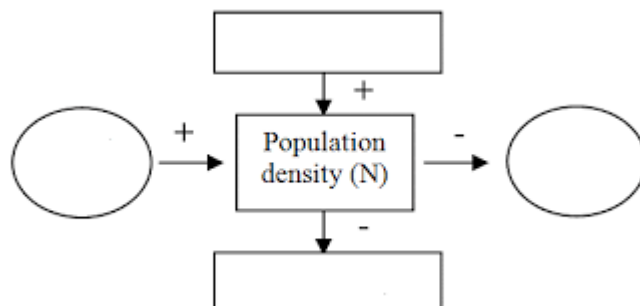 +
+
Population
density (N)
-
-